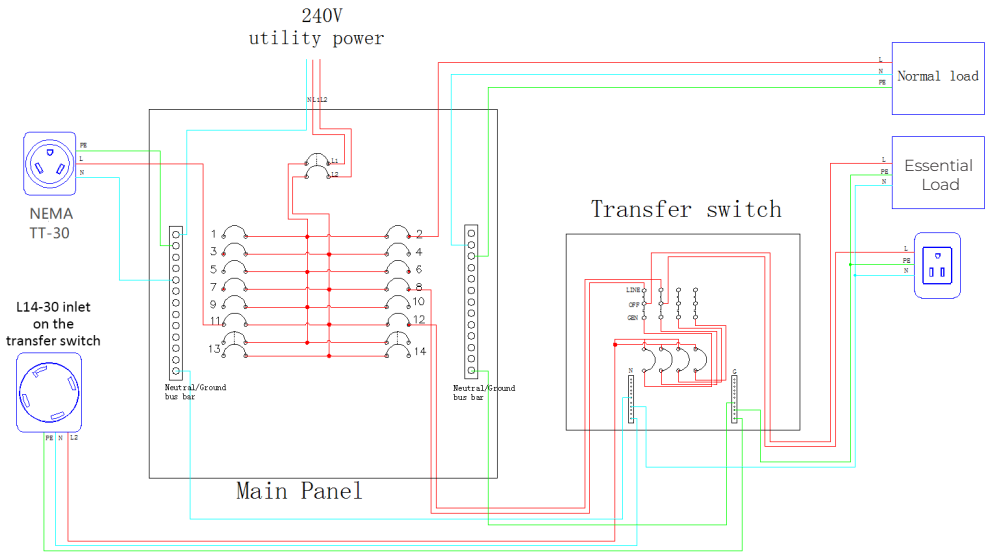 240V
utility power
N L1 L2
L
N
PE
Normal load
PE
L
N
NEMA
TT-30
L1
L2
Essential
Load
L
PE
N
Transfer switch
1
2
3
4
5
6
7
8
9
10
11
12
13
14
L
PE
N
LINE
OFF
GEN
L14-30 inlet
on the
transfer switch
N
G
Neutral/Ground
bus bar
Neutral/Ground
bus bar
PE N L2
Main Panel